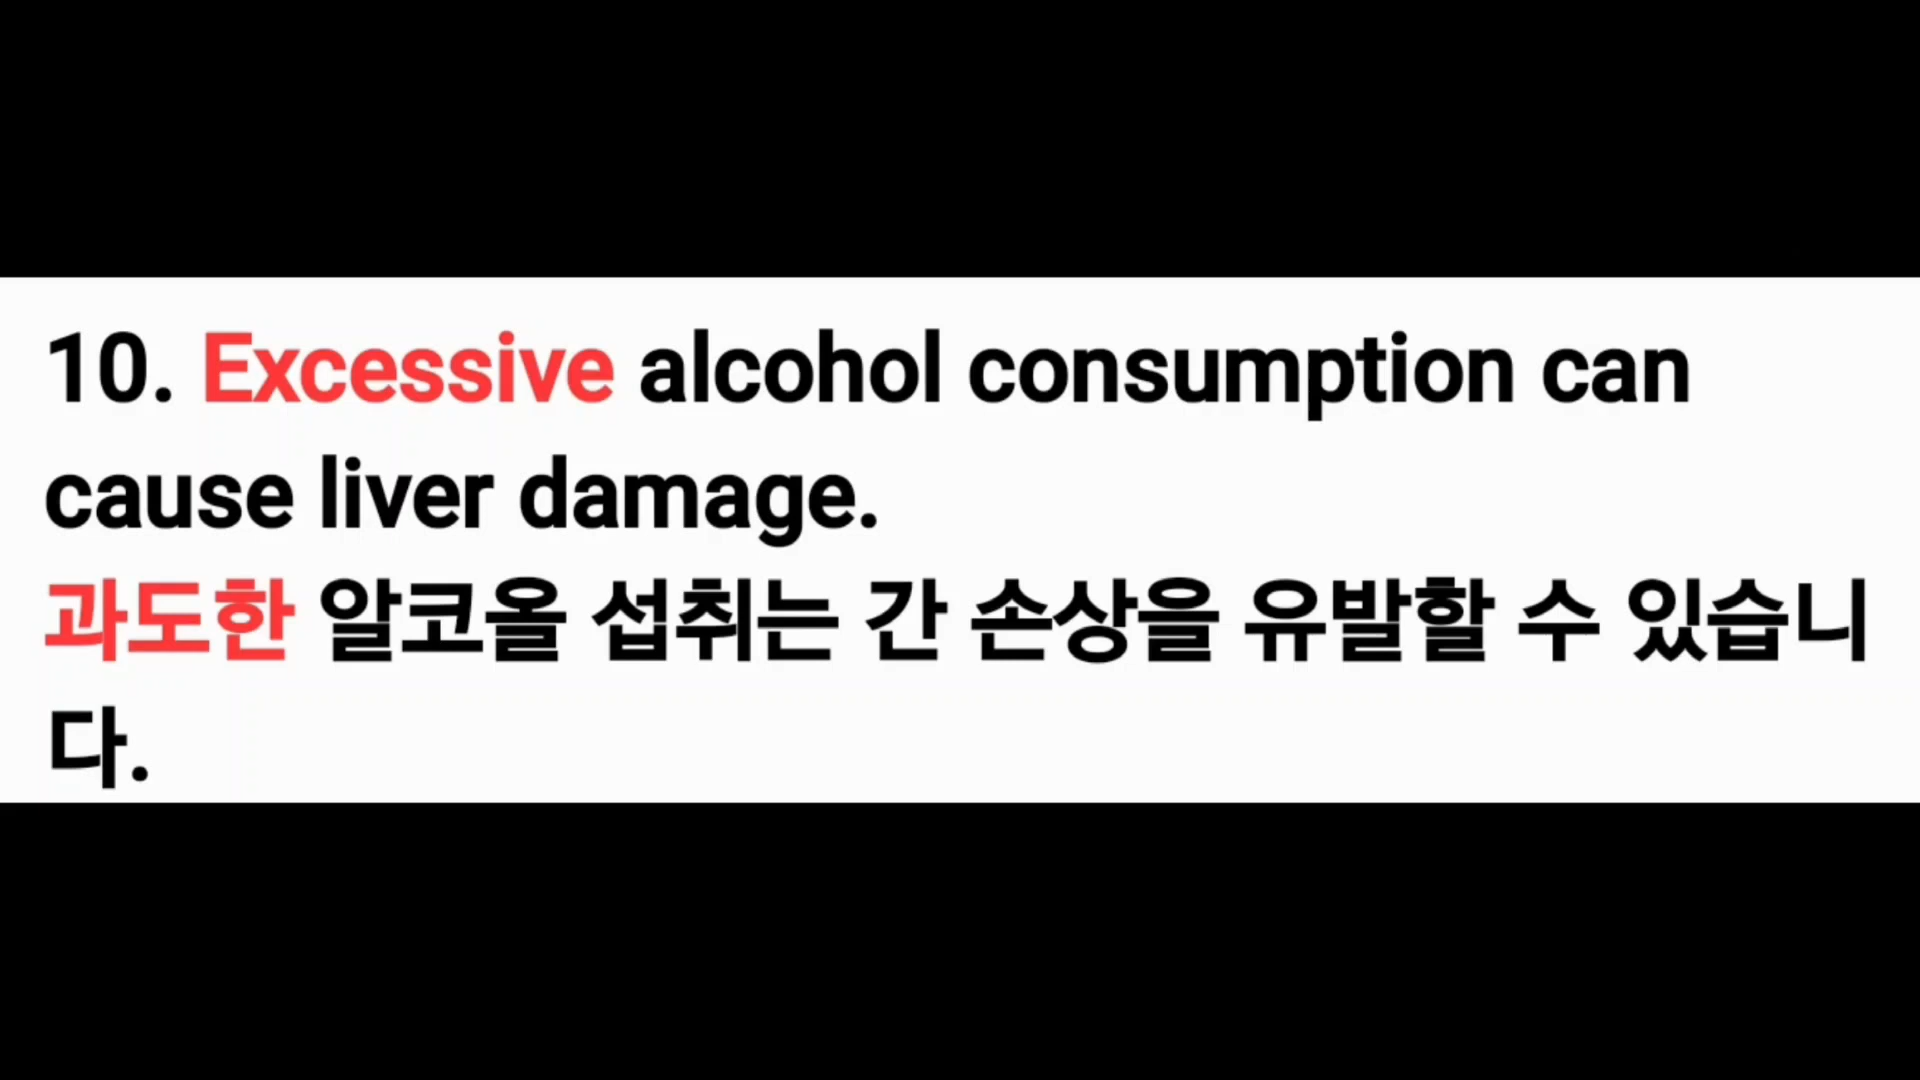 10. Excessive alcohol consumption can
cause liver damage.
과도한 알코올 섭취는 간 손상을 유발할 수 있습니
다.